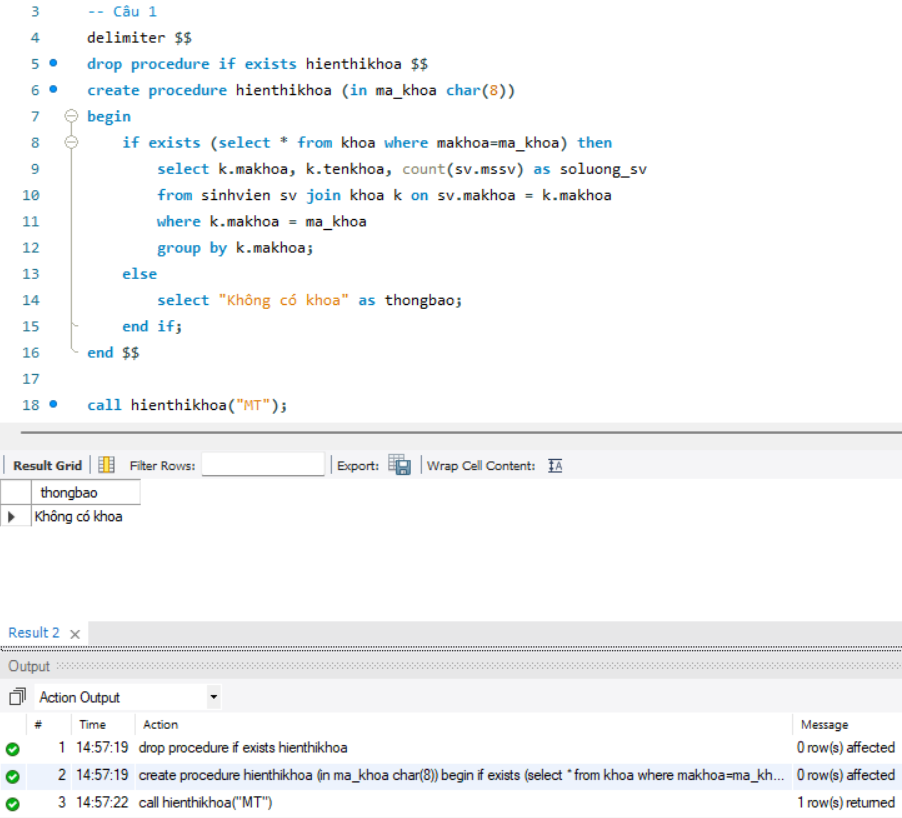 3 -- Câu 1
4 delimiter $$
5 drop procedure if exists hienthikhoa $$
6 create procedure hienthikhoa (in ma_khoa char(8))
7 begin
8 if exists (select * from khoa where makhoa=ma_khoa) then
9 select k.makhoa, k.tenkhoa, count(sv.mssv) as soluong_sv
10 from sinhvien sv join khoa k on sv.makhoa = k.makhoa
11 where k.makhoa = ma_khoa
12 group by k.makhoa;
13 else
14 select "Không có khoa" as thongbao;
15 end if;
16 end $$
17
18 call hienthikhoa("MT");
Result Grid Filter Rows: Export: Wrap Cell Content: IA
thongbao
Không có khoa
Result 2 ×
Output
Action Output
# Time Action Message
1 14:57:19 drop procedure if exists hienthikhoa 0 row(s) affected
2 14:57:19 create procedure hienthikhoa (in ma_khoa char(8)) begin if exists (select * from khoa where makhoa=ma_kh... 0 row(s) affected
3 14:57:22 call hienthikhoa("MT") 1 row(s) returned